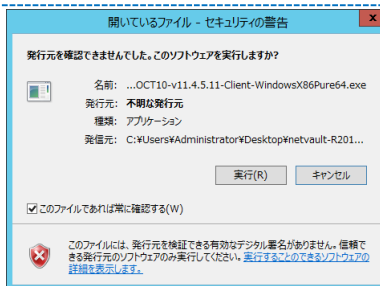 開いているファイル - セキュリティの警告
x
発行元を確認できませんでした。このソフトウェアを実行しますか?
名前: ...OCT10-v11.4.5.11-Client-WindowsX86Pure64.exe
発行元: 不明な発行元
種類: アプリケーション
発信元: C:¥Users¥Administrator¥Desktop¥netvault-R201...
実行(R) キャンセル
このファイルであれば常に確認する(W)
このファイルには、発行元を検証できる有効なデジタル署名がありません。信頼で
きる発行元のソフトウェアのみ実行してください。実行することのできるソフトウェアの
詳細を表示します。